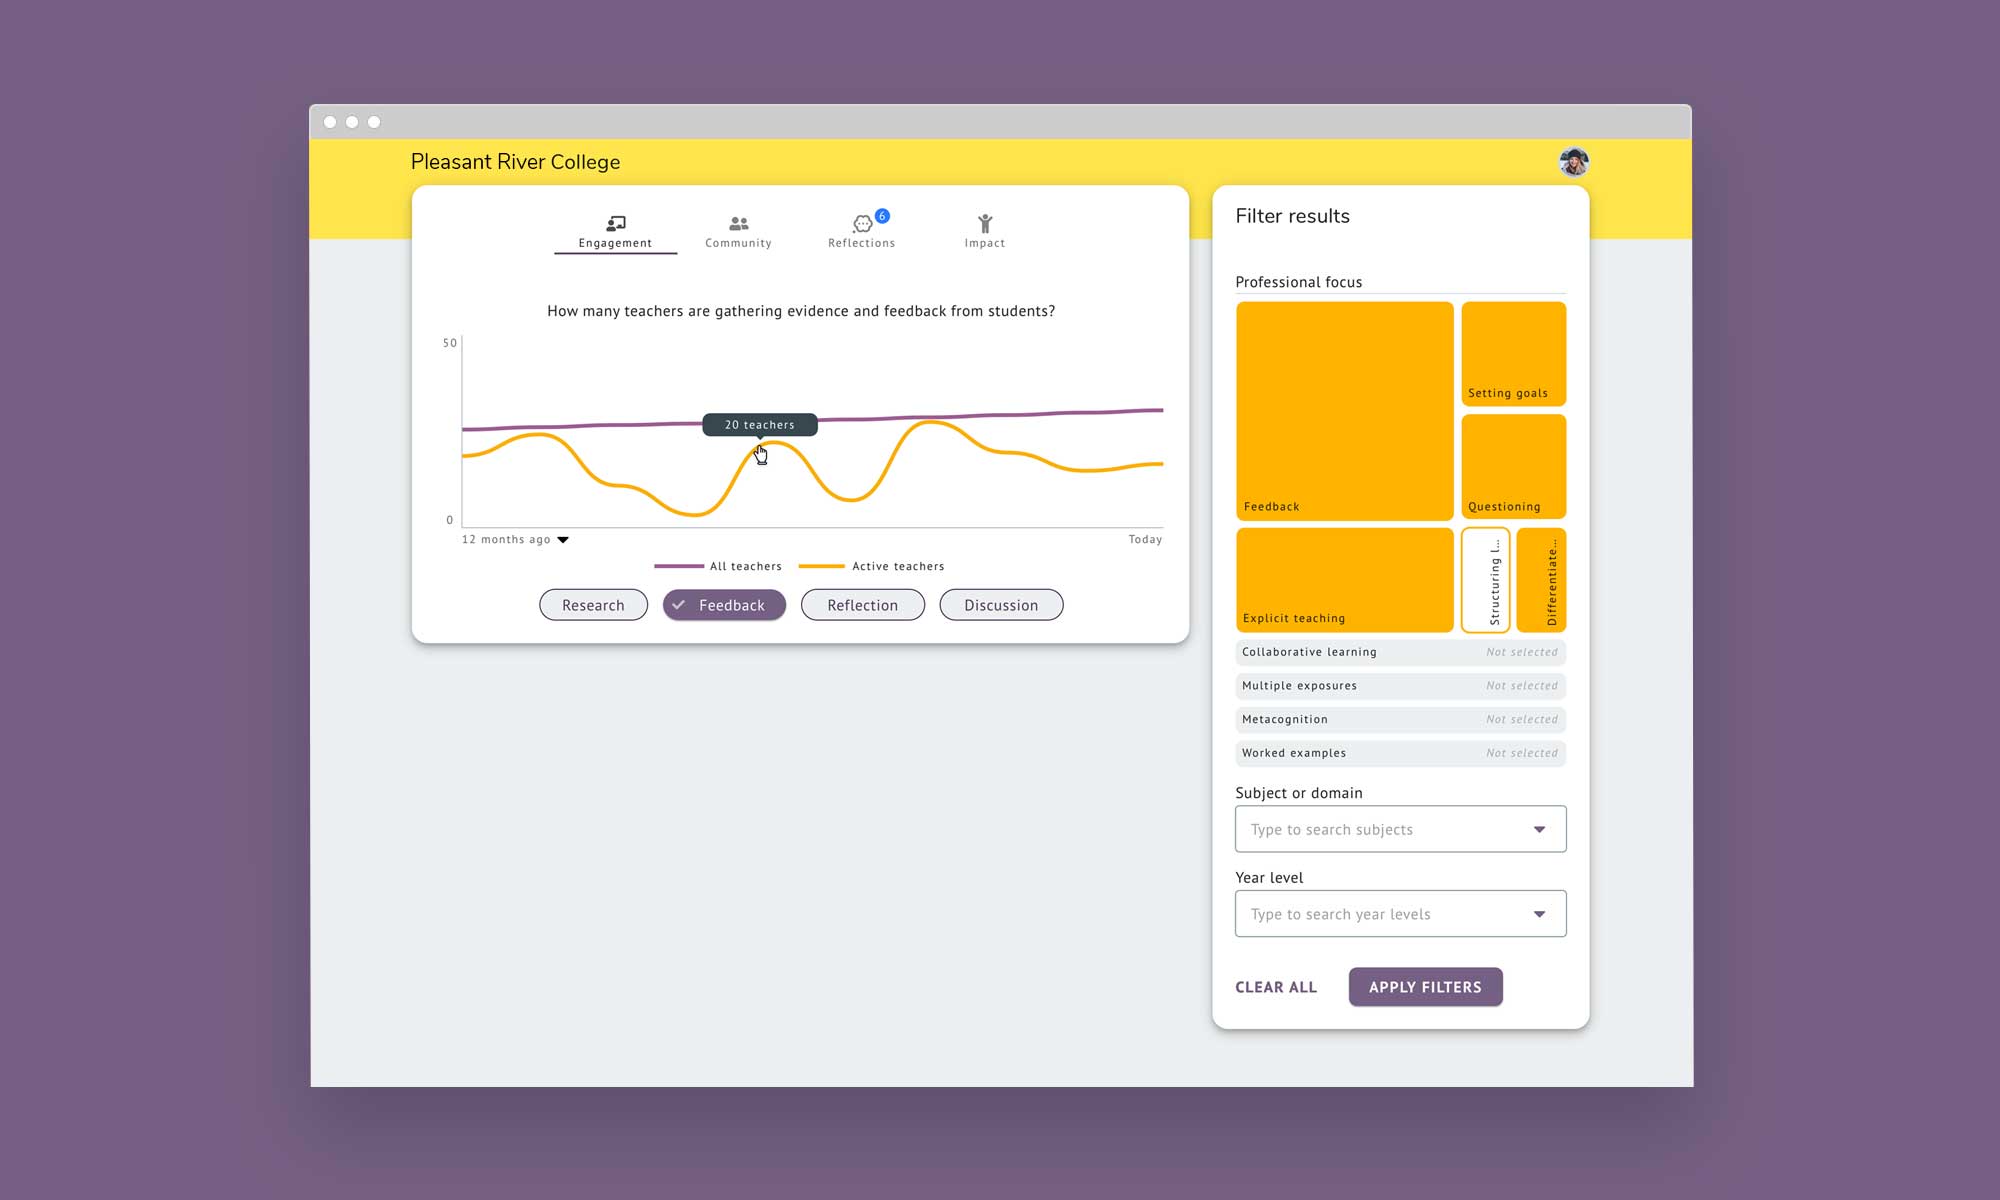 Pleasant River College
Engagement
Community
6
Reflections
Impact
How many teachers are gathering evidence and feedback from students?
50
20 teachers
0
12 months ago
Today
All teachers
Active teachers
Research
Feedback
Reflection
Discussion
Filter results
Professional focus
Feedback
Setting goals
Questioning
Explicit teaching
Structuring l...
Differentiate...
Collaborative learning Not selected
Multiple exposures Not selected
Metacognition Not selected
Worked examples Not selected
Subject or domain
Type to search subjects
Year level
Type to search year levels
CLEAR ALL
APPLY FILTERS